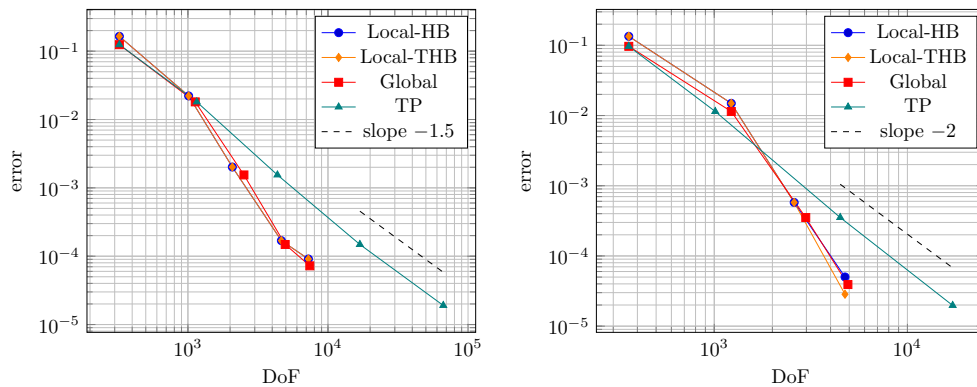 Local-HB
Local-THB
Global
TP
slope −1.5
10^−1
10^−2
10^−3
10^−4
10^−5
error
10^3
10^4
10^5
DoF
Local-HB
Local-THB
Global
TP
slope −2
10^−1
10^−2
10^−3
10^−4
10^−5
error
10^3
10^4
DoF